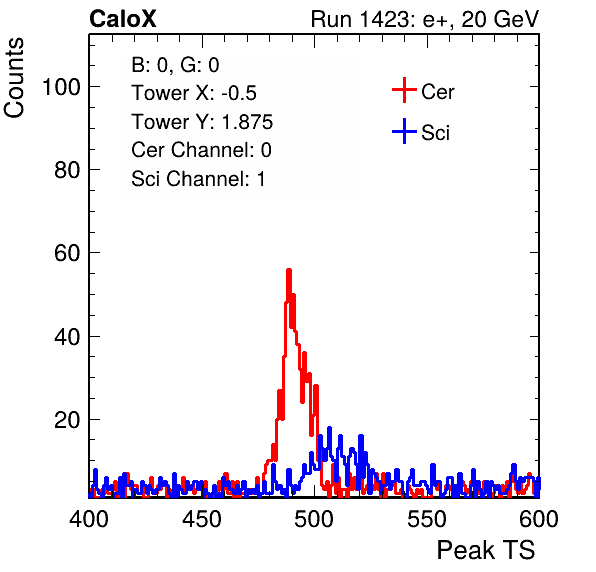 CaloX Run 1423: e+, 20 GeV
Counts
B: 0, G: 0
Tower X: -0.5
Tower Y: 1.875
Cer Channel: 0
Sci Channel: 1
Cer
Sci
100
80
60
40
20
400 450 500 550 600
Peak TS